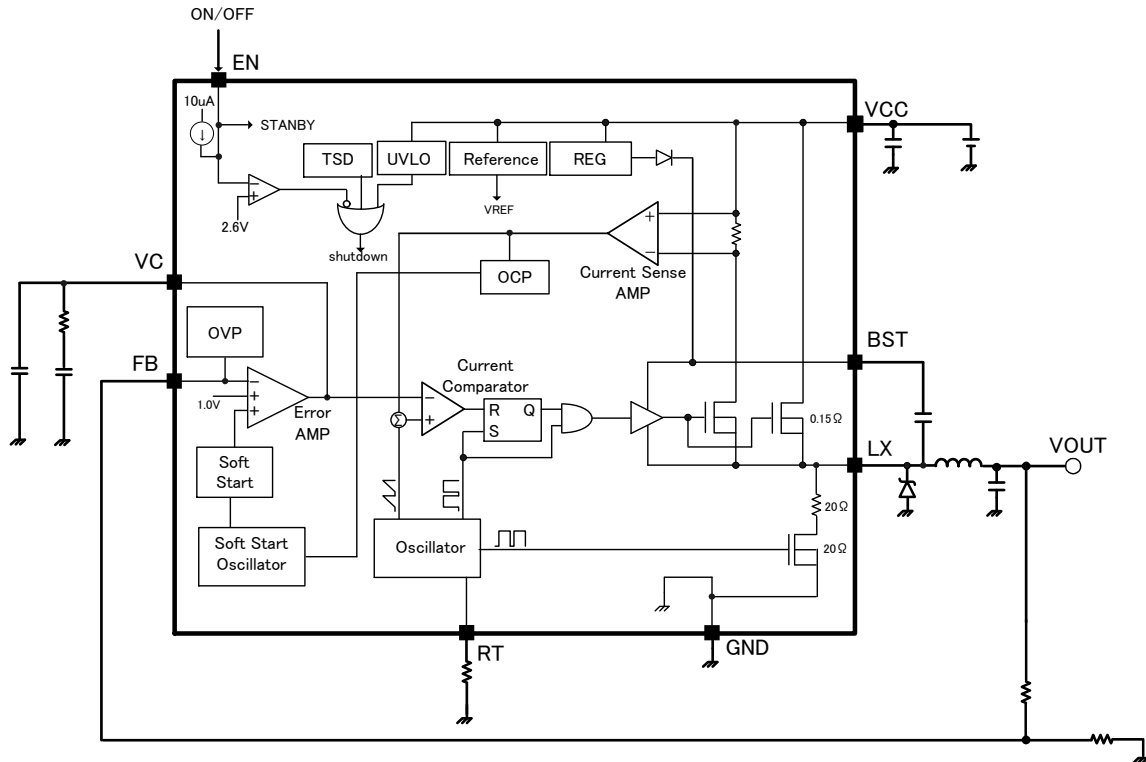 ON/OFF
EN
10uA
STANBY
VCC
TSD
UVLO
Reference
REG
2.6V
VREF
shutdown
VC
OCP
Current Sense
AMP
OVP
BST
FB
Current
Comparator
1.0V
Error
AMP
R
Q
S
Σ
0.15Ω
LX
VOUT
Soft
Start
20Ω
Soft Start
Oscillator
Oscillator
20Ω
RT
GND